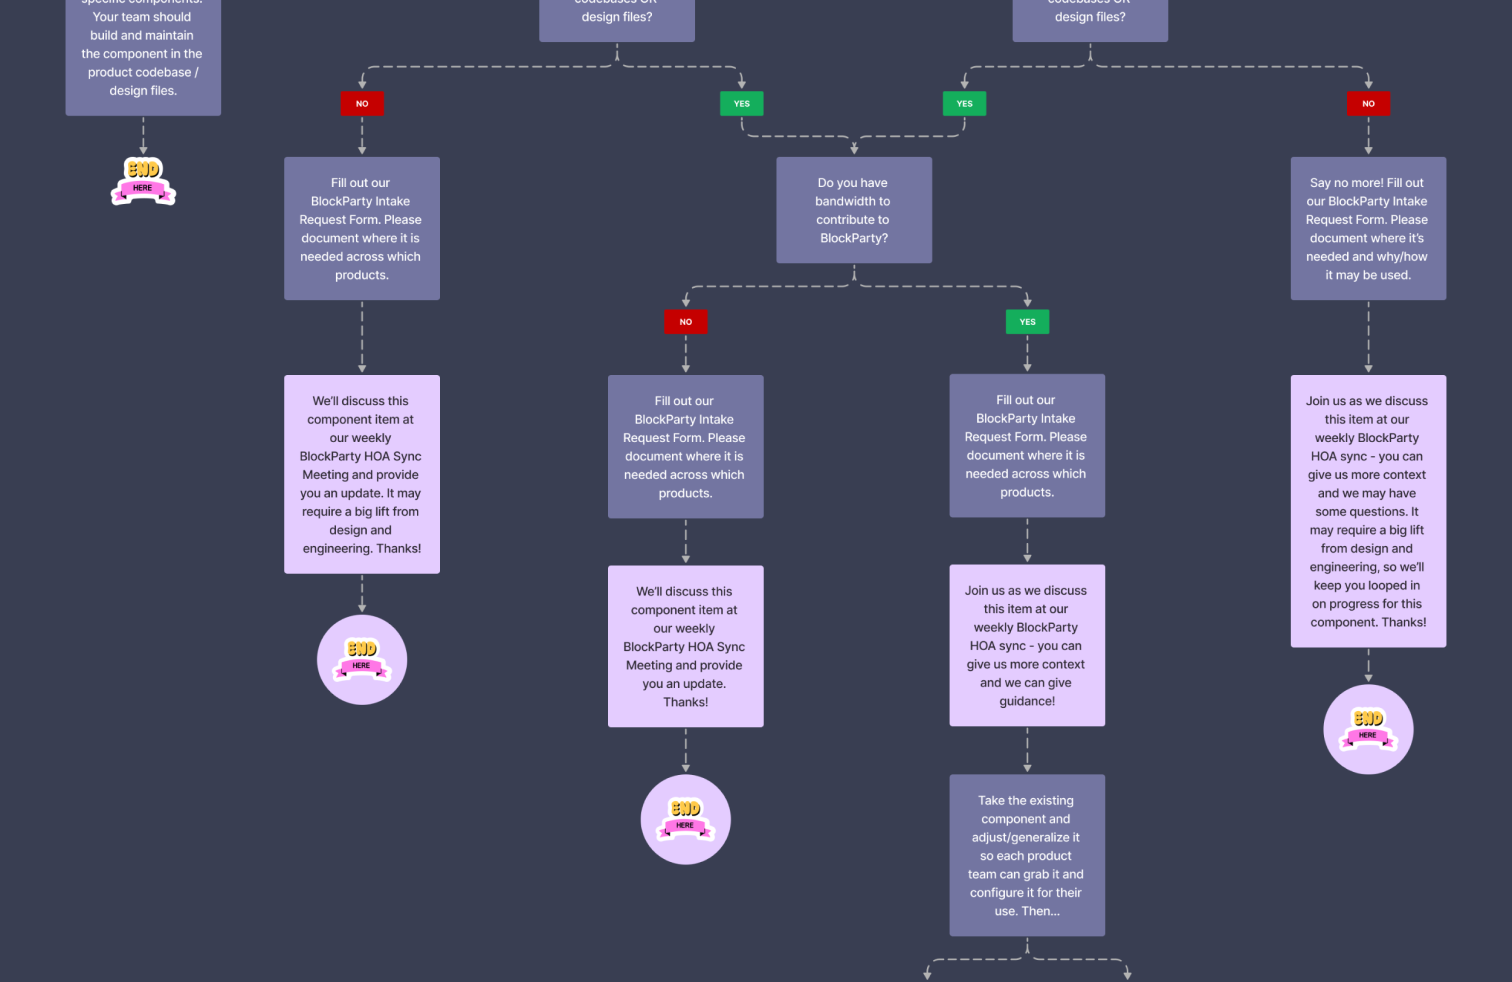 specific components.
Your team should
build and maintain
the component in the
product codebase /
design files.
codebases OR
design files?
codebases OR
design files?
NO
YES
YES
NO
END
HERE
Fill out our
BlockParty Intake
Request Form. Please
document where it is
needed across which
products.
Do you have
bandwidth to
contribute to
BlockParty?
Say no more! Fill out
our BlockParty Intake
Request Form. Please
document where it's
needed and why/how
it may be used.
NO
YES
We'll discuss this
component item at
our weekly
BlockParty HOA Sync
Meeting and provide
you an update. It may
require a big lift from
design and
engineering. Thanks!
END
HERE
Fill out our
BlockParty Intake
Request Form. Please
document where it is
needed across which
products.
We'll discuss this
component item at
our weekly
BlockParty HOA Sync
Meeting and provide
you an update.
Thanks!
END
HERE
Fill out our
BlockParty Intake
Request Form. Please
document where it is
needed across which
products.
Join us as we discuss
this item at our
weekly BlockParty
HOA sync - you can
give us more context
and we can give
guidance!
Take the existing
component and
adjust/generalize it
so each product
team can grab it and
configure it for their
use. Then...
Join us as we discuss
this item at our
weekly BlockParty
HOA sync - you can
give us more context
and we may have
some questions. It
may require a big lift
from design and
engineering, so we'll
keep you looped in
on progress for this
component. Thanks!
END
HERE